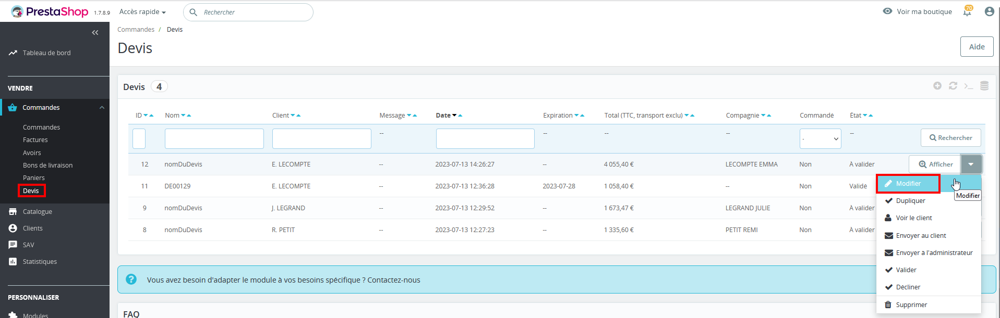 PrestaShop 1.7.8.9 Accès rapide Rechercher Voir ma boutique 70
Commandes / Devis
Devis
Aide
Tableau de bord
VENDRE
Commandes
Commandes
Factures
Avoirs
Bons de livraison
Paniers
Devis
Catalogue
Clients
SAV
Statistiques
PERSONNALISER
Modules
Devis 4
ID Nom Client Message Date Expiration Total (TTC, transport exclu) Compagnie Commandé État
-- -- -- -- - -- Rechercher
12 nomDuDevis E. LECOMPTE -- 2023-07-13 14:26:27 -- 4 055,40 € LECOMPTE EMMA Non À valider Afficher
11 DE00129 E. LECOMPTE -- 2023-07-13 12:36:28 2023-07-28 1 058,40 € -- Non Validé
9 nomDuDevis J. LEGRAND -- 2023-07-13 12:29:52 -- 1 673,47 € LEGRAND JULIE Non À valider
8 nomDuDevis R. PETIT -- 2023-07-13 12:27:23 -- 1 335,60 € PETIT REMI Non À valider
Modifier
Modifier
Dupliquer
Voir le client
Envoyer au client
Envoyer à l'administrateur
Valider
Décliner
Supprimer
Vous avez besoin d'adapter le module à vos besoins spécifique ? Contactez-nous
FAQ